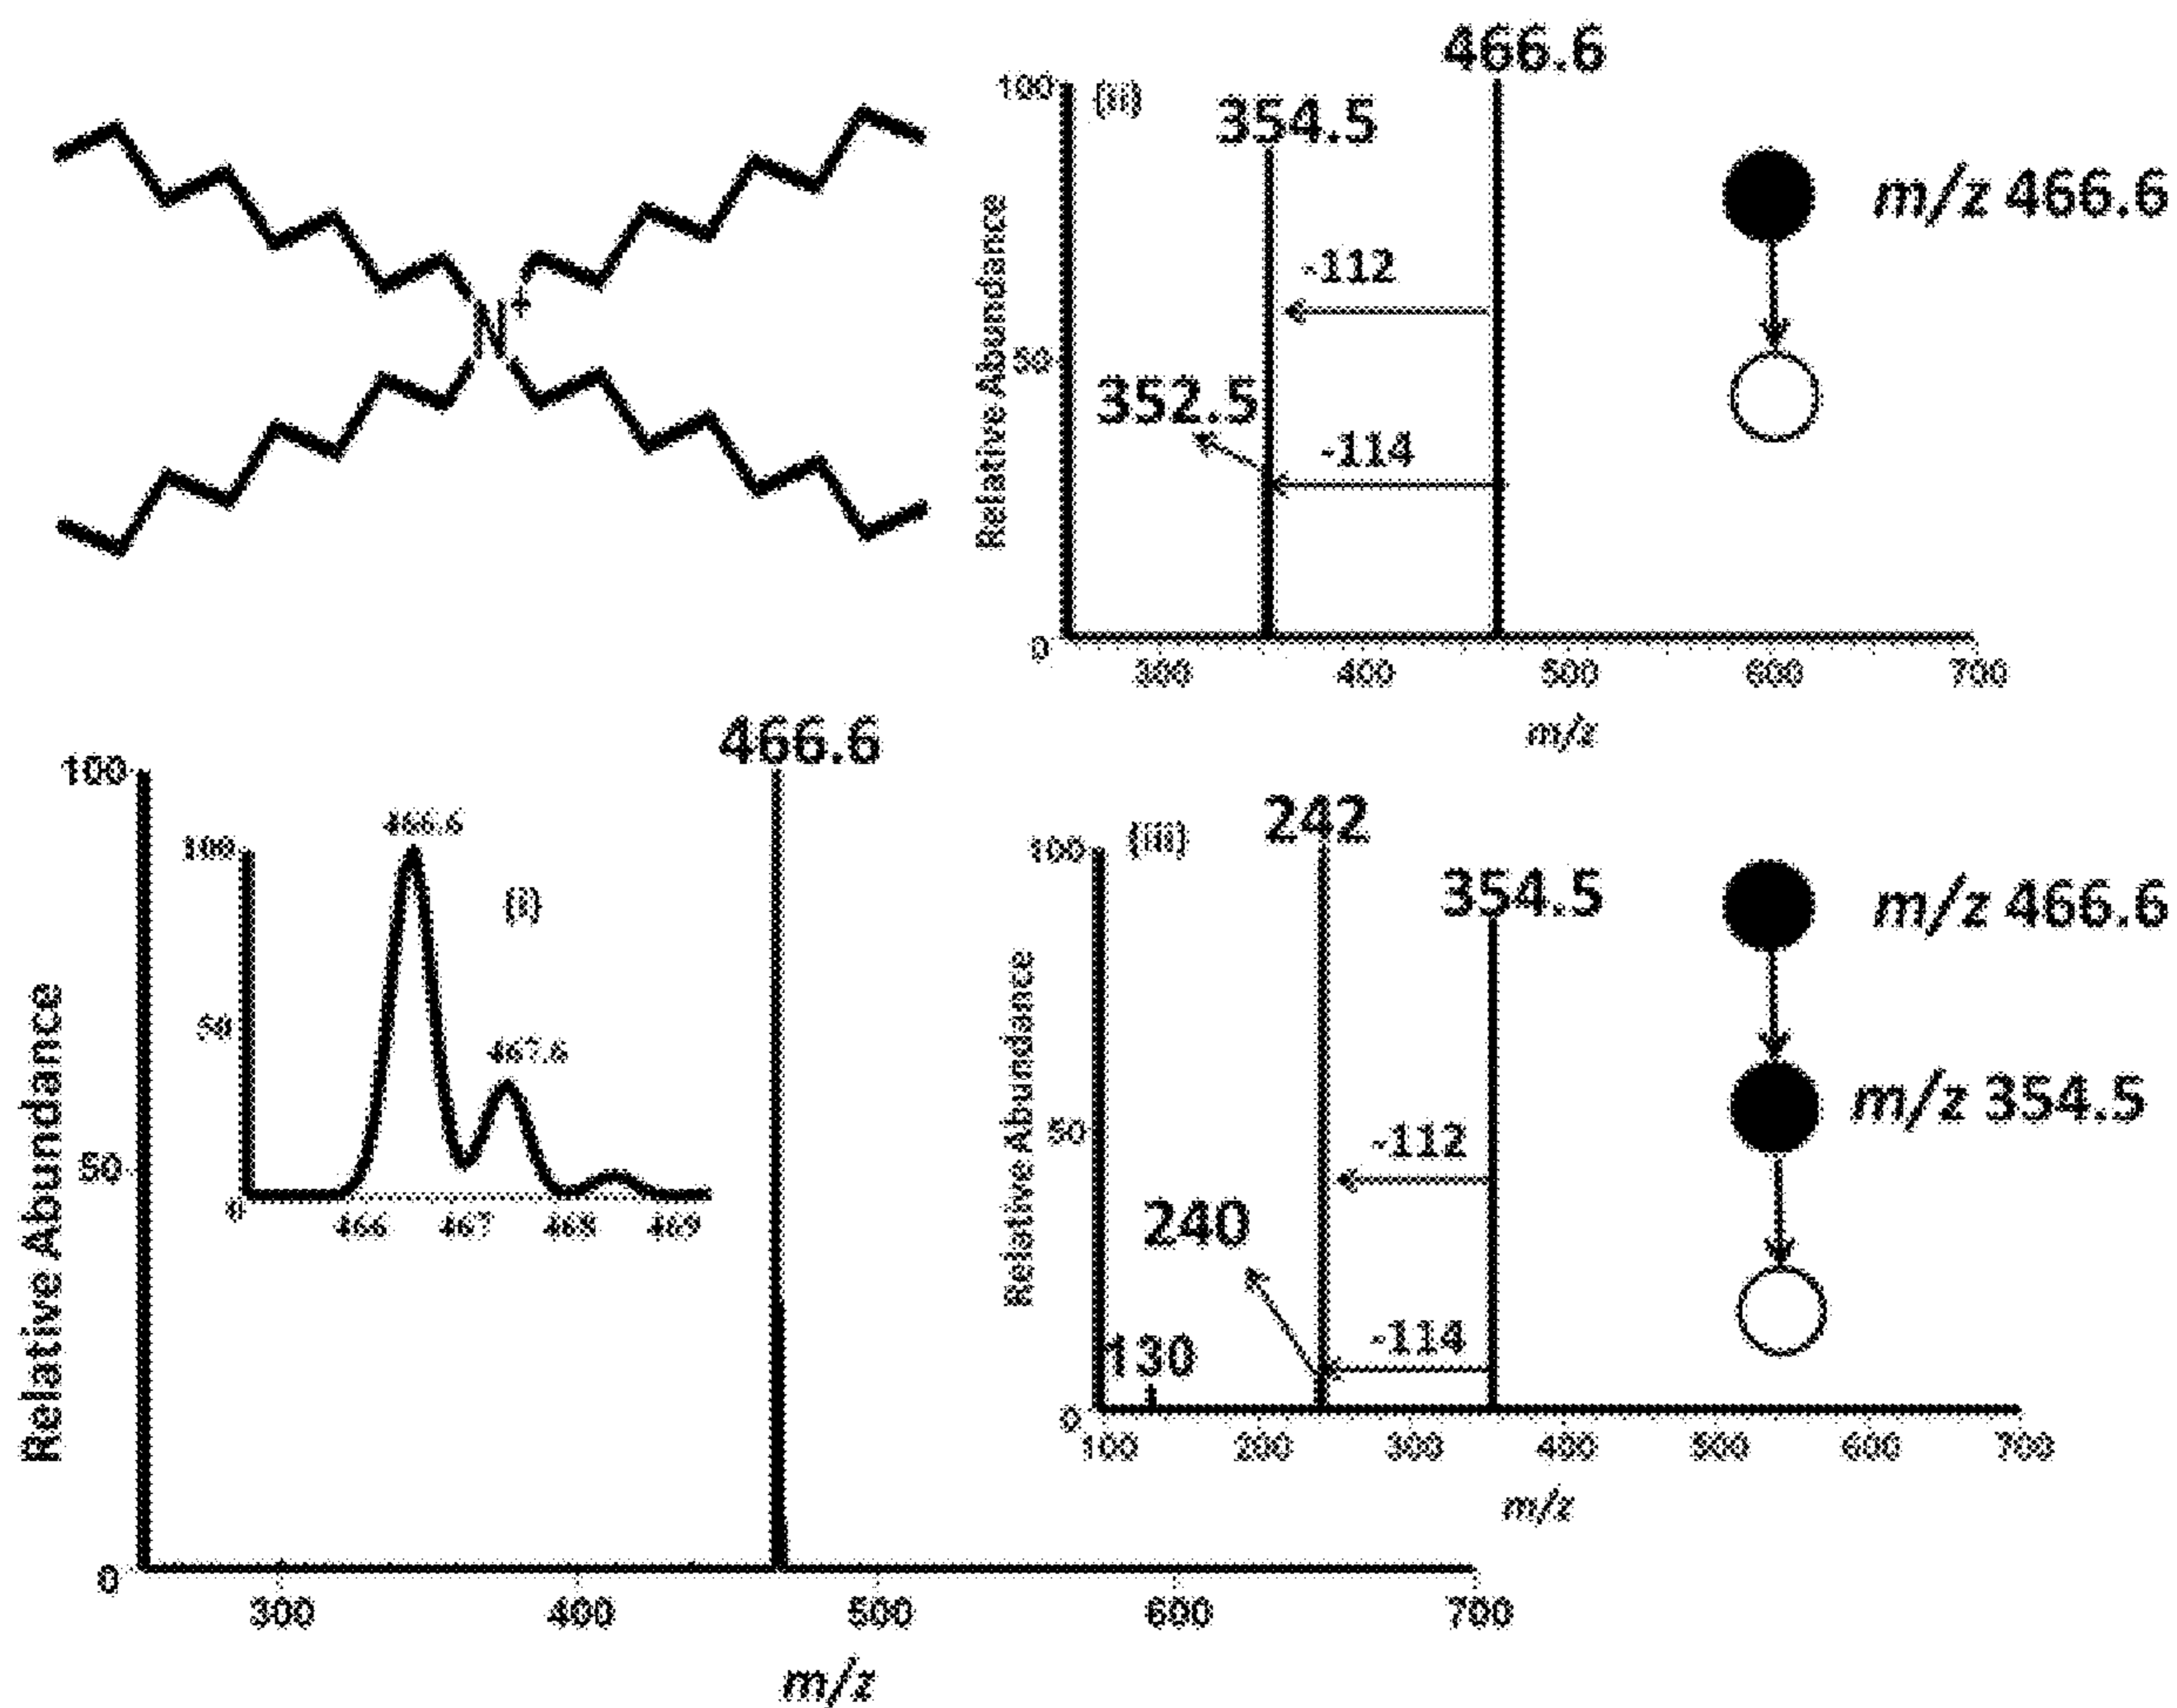 N+
466.6
100
(ii)
354.5
m/z 466.6
-112
50
352.5
-114
Relative Abundance
0
300 400 500 600 700
m/z
466.6
100
466.6
100
(i)
50
467.6
0
466 467 468 469
Relative Abundance
50
0
300 400 500 600 700
m/z
242
100
(iii)
354.5
m/z 466.6
m/z 354.5
50
-112
240
-114
130
Relative Abundance
0
100 200 300 400 500 600 700
m/z